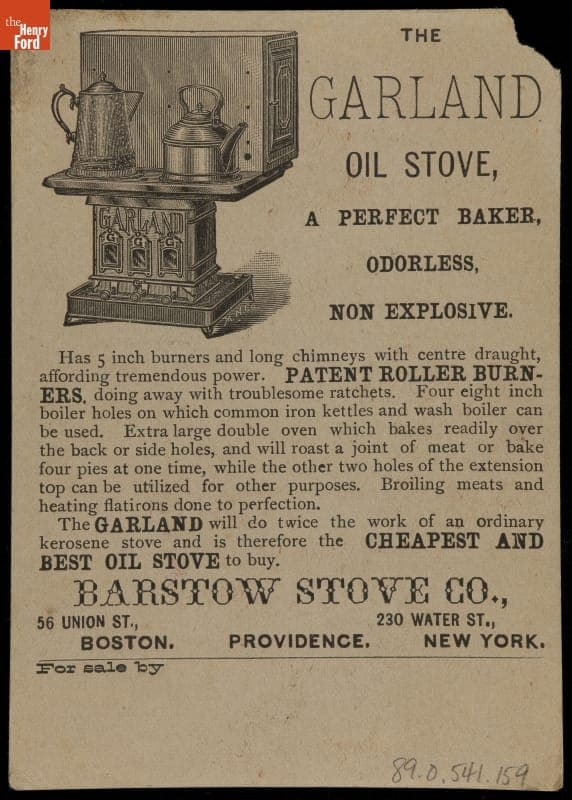 the
Henry
Ford
THE
GARLAND
OIL STOVE,
A PERFECT BAKER,
ODORLESS,
NON EXPLOSIVE.
GARLAND
G G G
Has 5 inch burners and long chimneys with centre draught,
affording tremendous power. PATENT ROLLER BURN-
ERS, doing away with troublesome ratchets. Four eight inch
boiler holes on which common iron kettles and wash boiler can
be used. Extra large double oven which bakes readily over
the back or side holes, and will roast a joint of meat or bake
four pies at one time, while the other two holes of the extension
top can be utilized for other purposes. Broiling meats and
heating flatirons done to perfection.
The GARLAND will do twice the work of an ordinary
kerosene stove and is therefore the CHEAPEST AND
BEST OIL STOVE to buy.
BARSTOW STOVE CO.,
56 UNION ST., 230 WATER ST.,
BOSTON. PROVIDENCE. NEW YORK.
For sale by
89.0.541.159